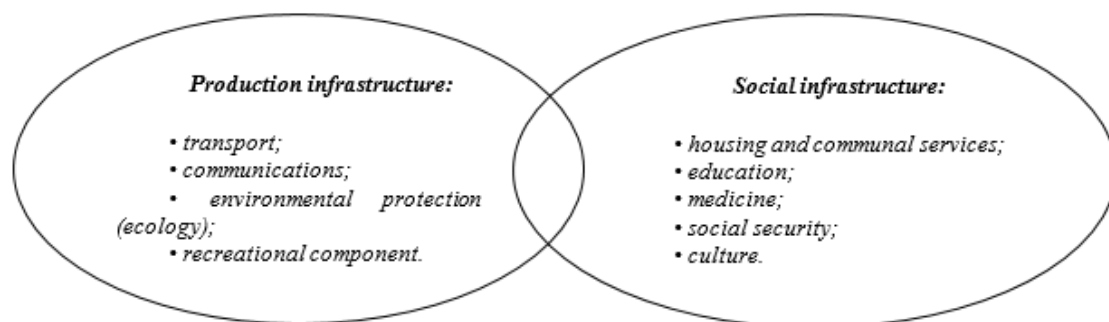 Production infrastructure:
• transport;
• communications;
• environmental protection
(ecology);
• recreational component.
Social infrastructure:
• housing and communal services;
• education;
• medicine;
• social security;
• culture.